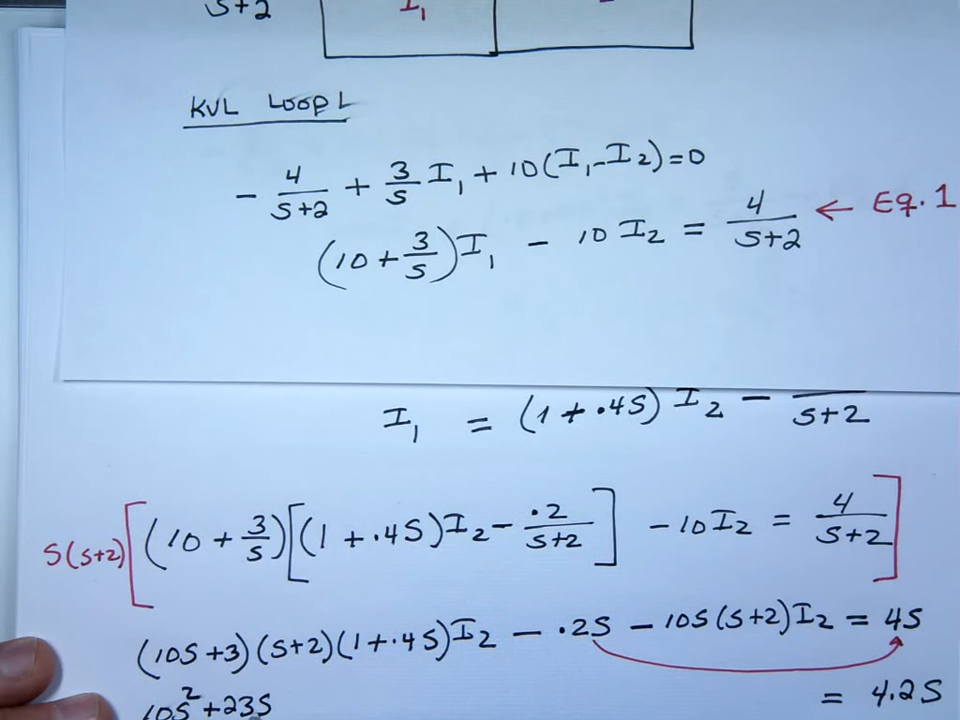 S+2 I₁
KVL LOOP 1
- 4/(S+2) + 3/S I₁ + 10(I₁-I₂)=0
(10 + 3/S)I₁ - 10 I₂ = 4/(S+2) ← Eq. 1
I₁ = (1+.4S) I₂ - /(S+2)
S(S+2)[(10 + 3/S)[(1+.4S)I₂ - .2/(S+2)] - 10I₂ = 4/(S+2)]
(10S+3)(S+2)(1+.4S)I₂ - .2S - 10S(S+2)I₂ = 4S
10S²+23S = 4.2S